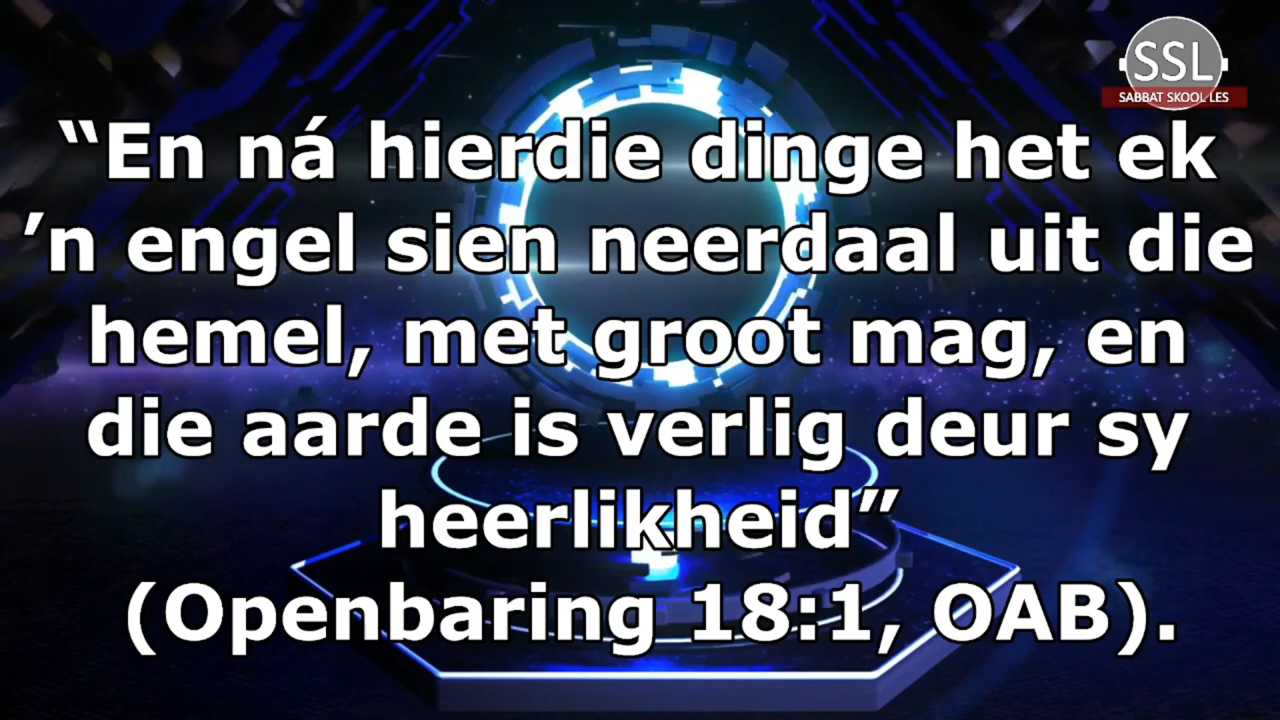 SSL
SABBAT SKOOL LES
“En ná hierdie dinge het ek
’n engel sien neerdaal uit die
hemel, met groot mag, en
die aarde is verlig deur sy
heerlikheid”
(Openbaring 18:1, OAB).